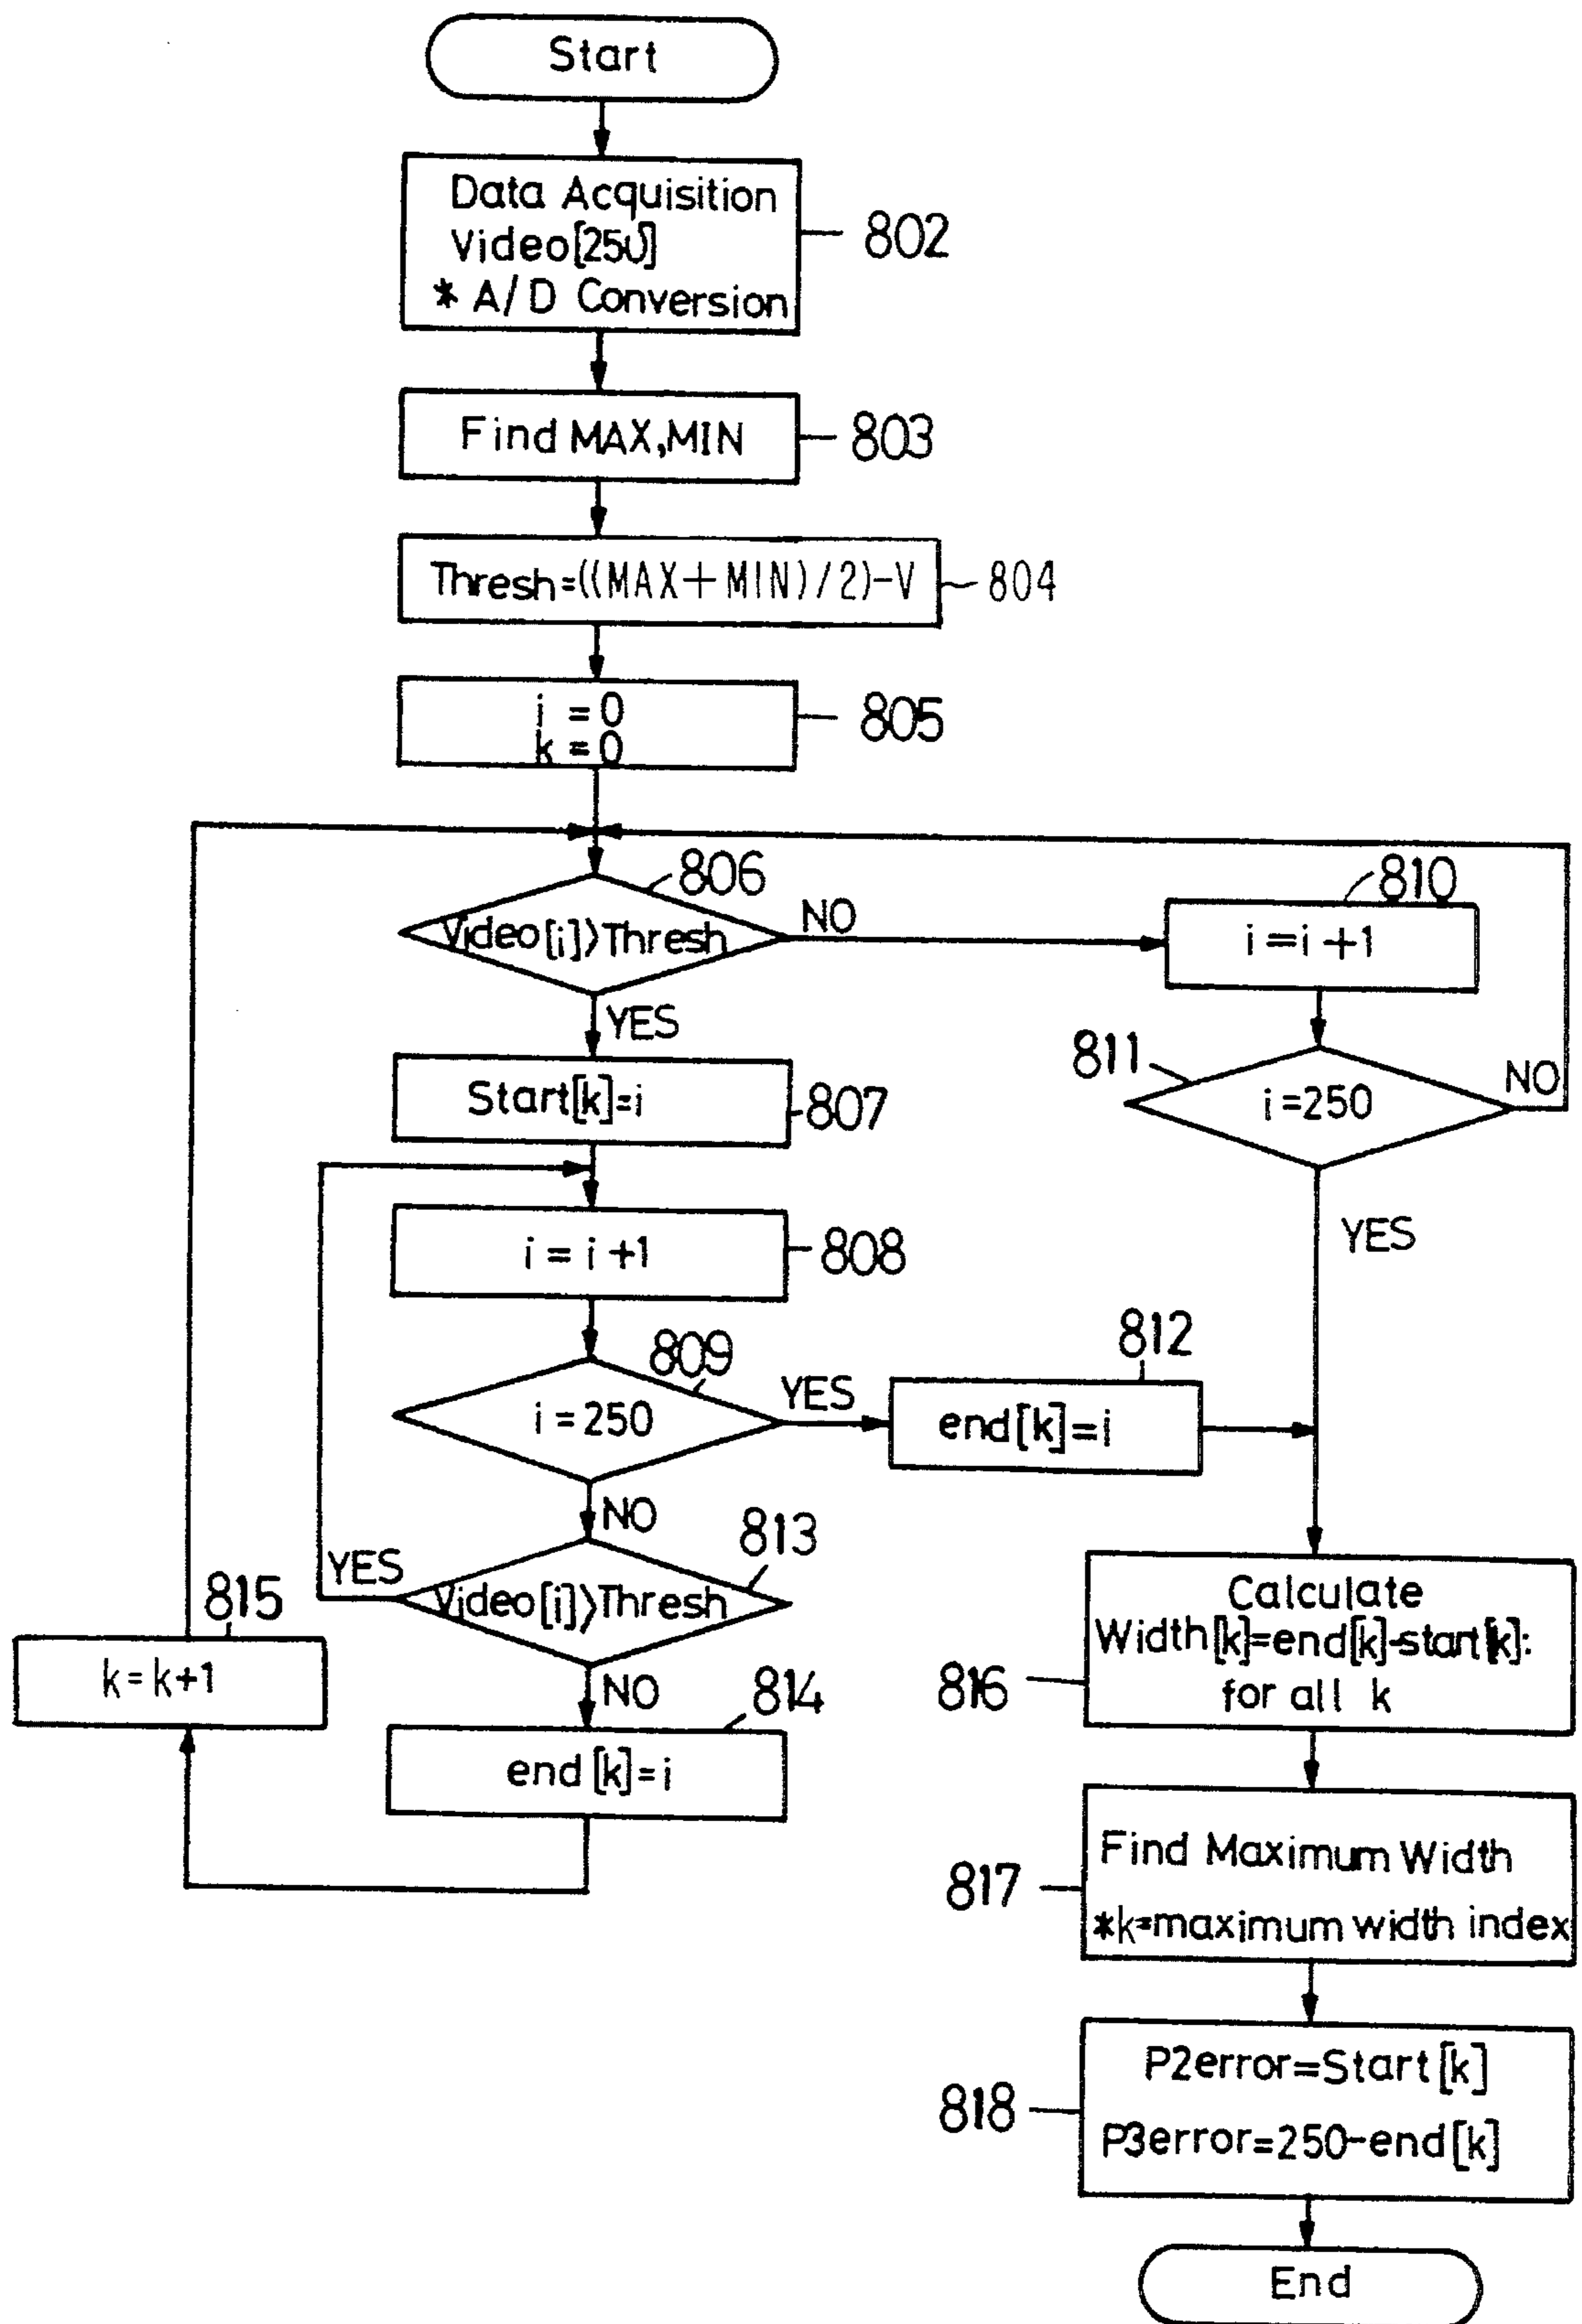 Start
Data Acquisition
Video[250]
* A/D Conversion
802
Find MAX,MIN
803
Thresh=((MAX+MIN)/2)-V
804
i = 0
k = 0
805
806
Video[i]>Thresh
NO
YES
810
i=i+1
811
i=250
NO
YES
Start[k]=i
807
i = i+1
808
809
i=250
YES
NO
812
end[k]=i
813
Video[i]>Thresh
YES
NO
815
k=k+1
814
end[k]=i
Calculate
Width[k]=end[k]-start[k]:
for all k
816
Find Maximum Width
*k=maximum width index
817
P2error=Start[k]
P3error=250-end[k]
818
End